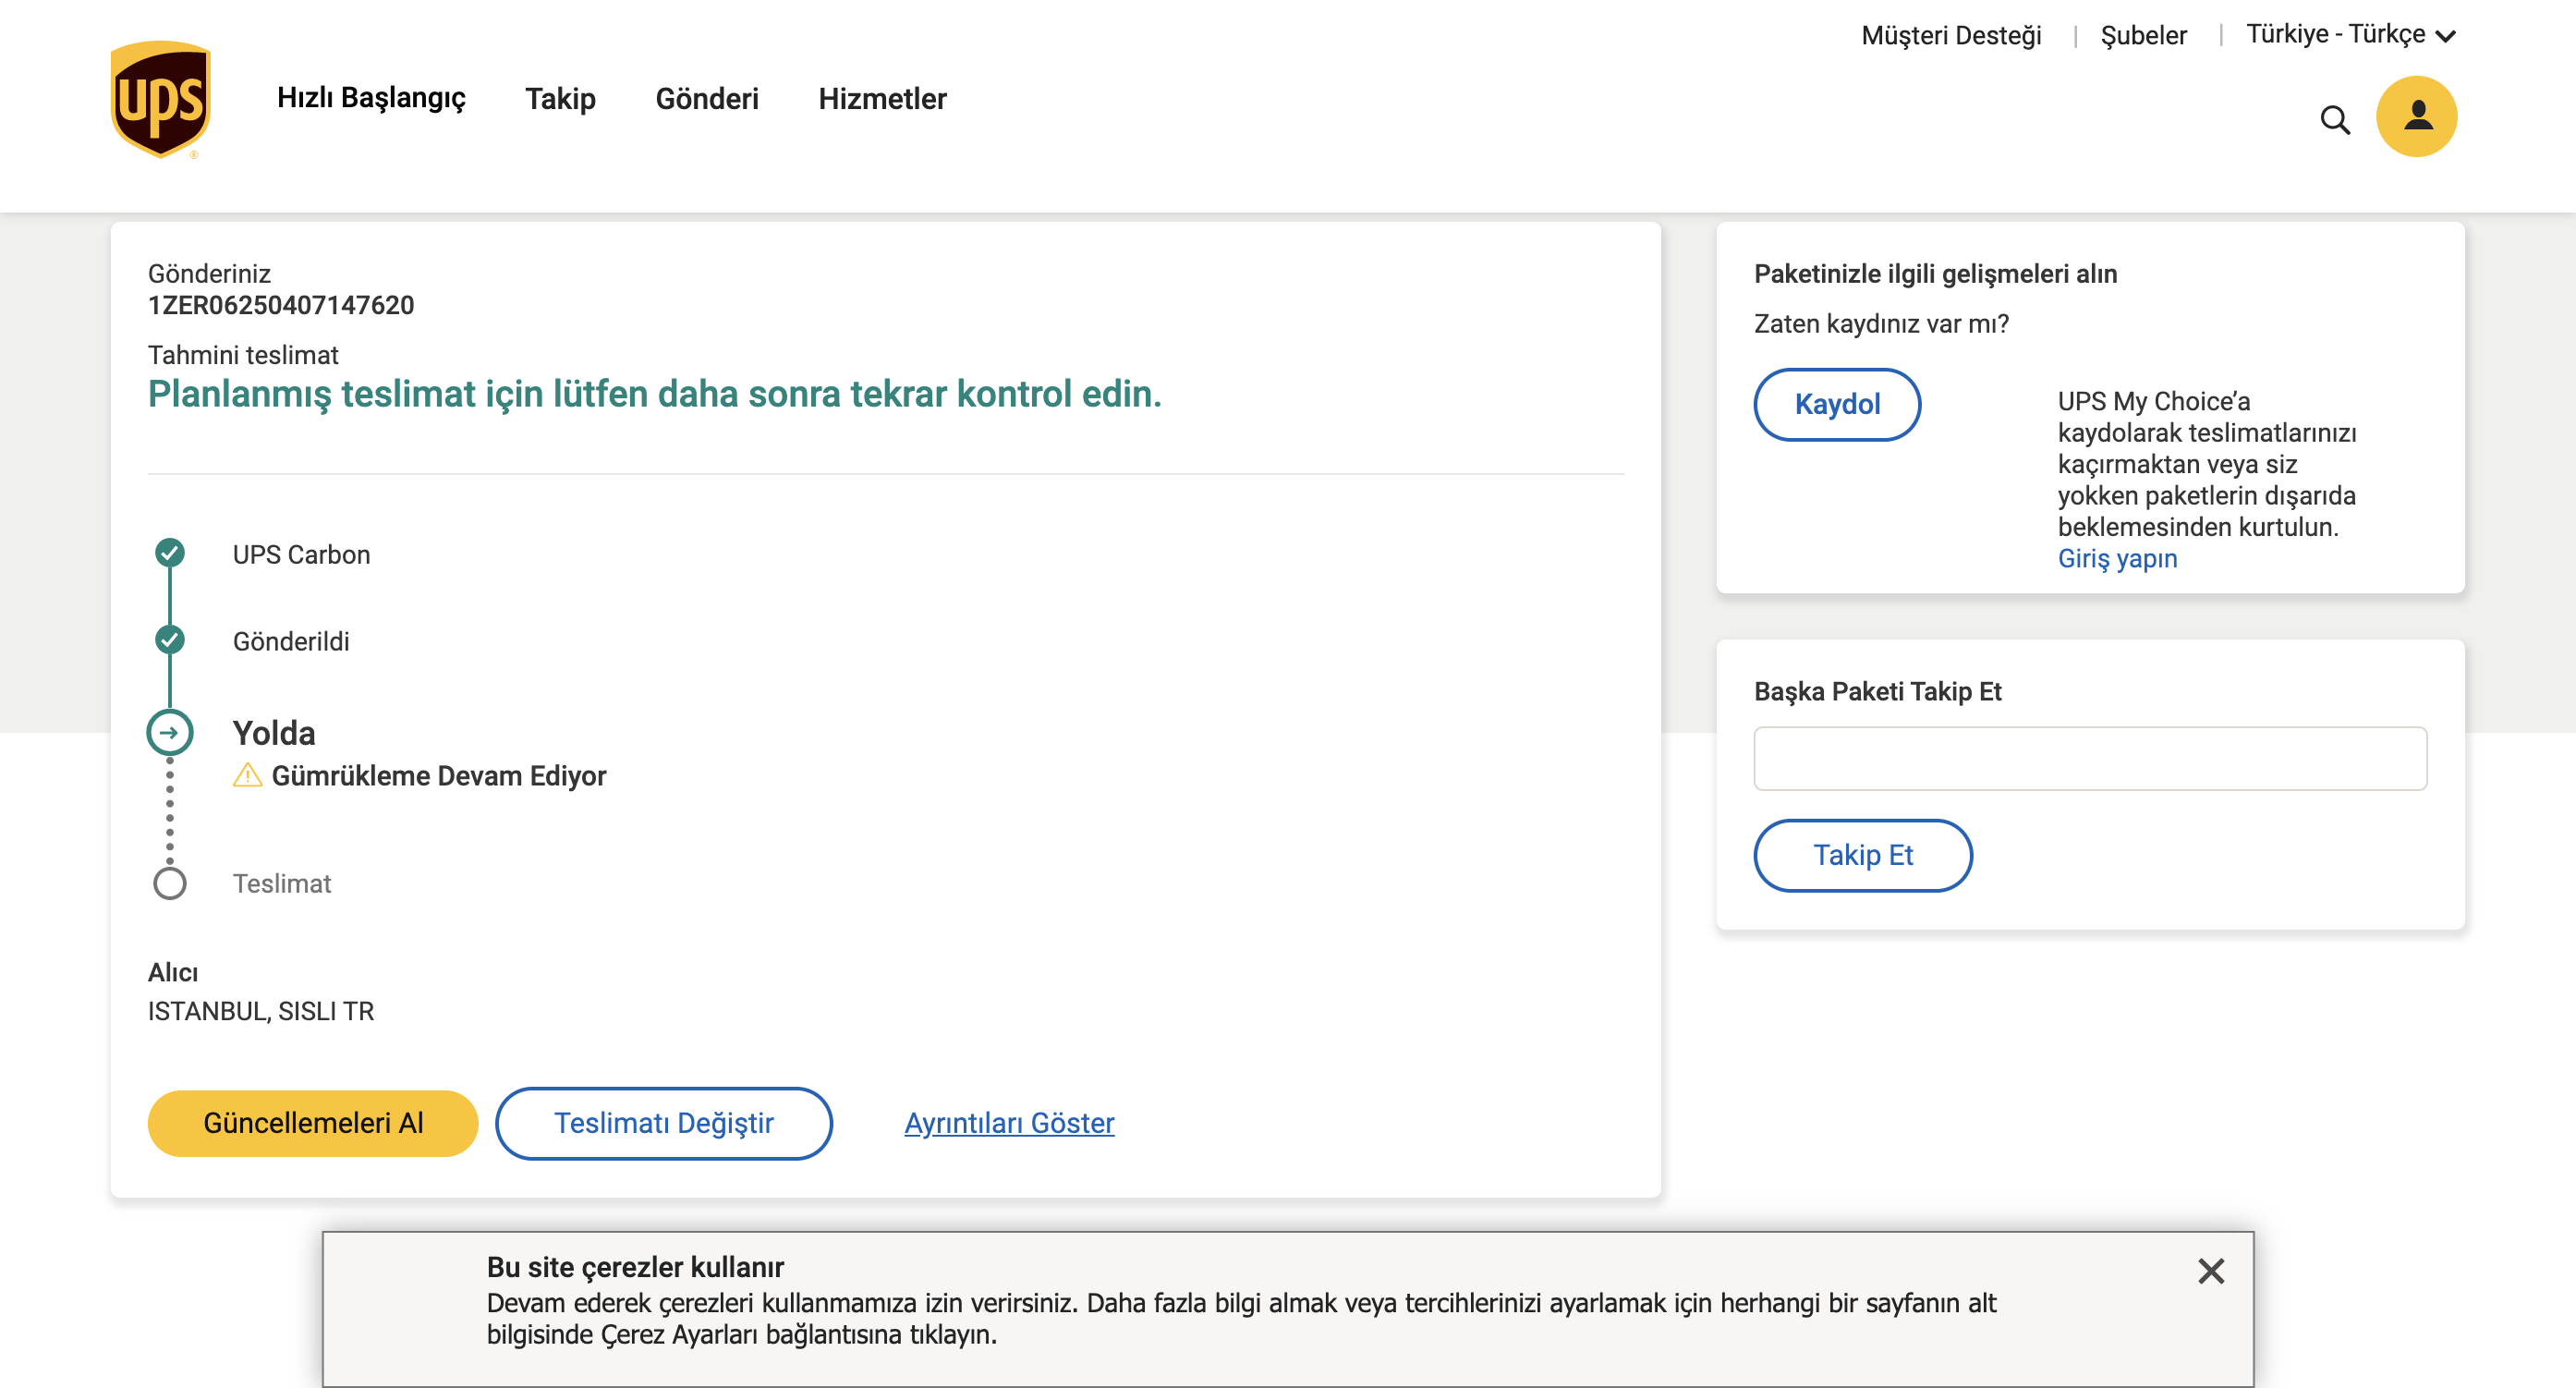 Müşteri Desteği | Şubeler | Türkiye - Türkçe
ups
Hızlı Başlangıç Takip Gönderi Hizmetler
Gönderiniz
1ZER06250407147620
Tahmini teslimat
Planlanmış teslimat için lütfen daha sonra tekrar kontrol edin.
UPS Carbon
Gönderildi
Yolda
Gümrükleme Devam Ediyor
Teslimat
Alıcı
ISTANBUL, SISLI TR
Güncellemeleri Al Teslimatı Değiştir Ayrıntıları Göster
Paketinizle ilgili gelişmeleri alın
Zaten kaydınız var mı?
Kaydol
UPS My Choice’a
kaydolarak teslimatlarınızı
kaçırmaktan veya siz
yokken paketlerin dışarıda
beklemesinden kurtulun.
Giriş yapın
Başka Paketi Takip Et
Takip Et
Bu site çerezler kullanır
Devam ederek çerezleri kullanmamıza izin verirsiniz. Daha fazla bilgi almak veya tercihlerinizi ayarlamak için herhangi bir sayfanın alt
bilgisinde Çerez Ayarları bağlantısına tıklayın.